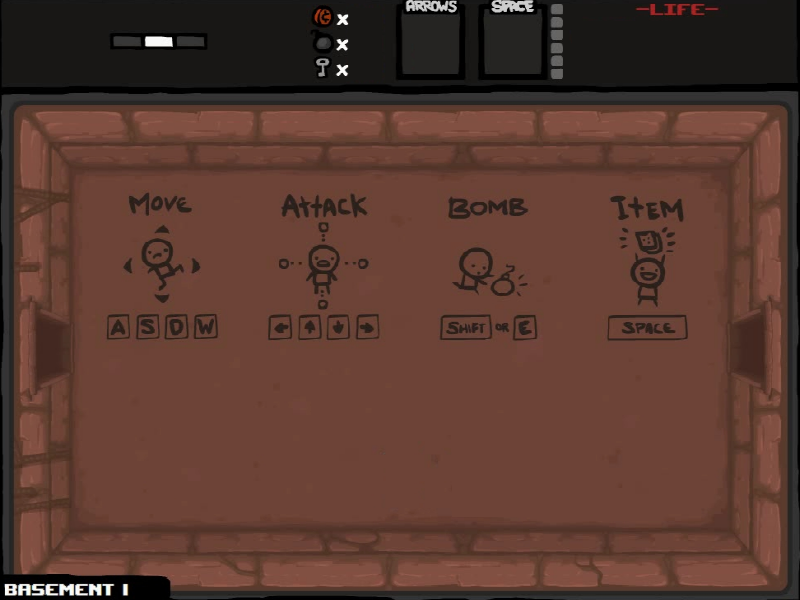 ARROWS SPACE -LIFE-
X
X
X
MOVE ATTACK BOMB ITEM
A S D W SHIFT OR E SPACE
BASEMENT I